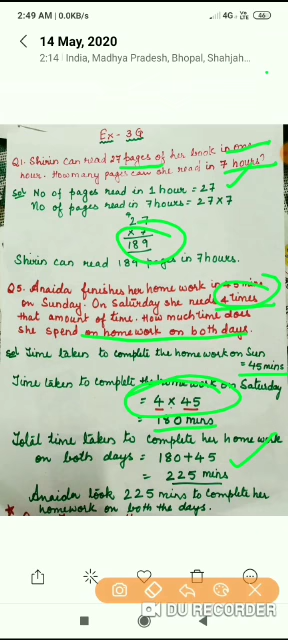 2:49 AM | 0.0KB/s
4G
VoLTE
46
14 May, 2020
2:14 | India, Madhya Pradesh, Bhopal, Shahjah...
Ex - 3G
Q1. Shirin can read 27 pages of her book in one
hour. How many pages can she read in 7 hours?
Sol No of pages read in 1 hour = 27
No of pages read in 7 hours = 27 x 7
27
x 7
189
Shirin can read 189 pages in 7 hours.
Q5. Anaida finishes her home work in 45 mins
on Sunday. On Saturday she needs 4 times
that amount of time. How much time does
she spend on homework on both days.
Sol Time taken to complete the homework on Sun
= 45 mins
Time taken to complete the home work on Saturday
= 4 x 45
= 180 mins
Total time taken to complete her home work
on both days = 180 + 45
= 225 mins
Anaida took 225 mins to complete her
homework on both the days.
DU RECORDER